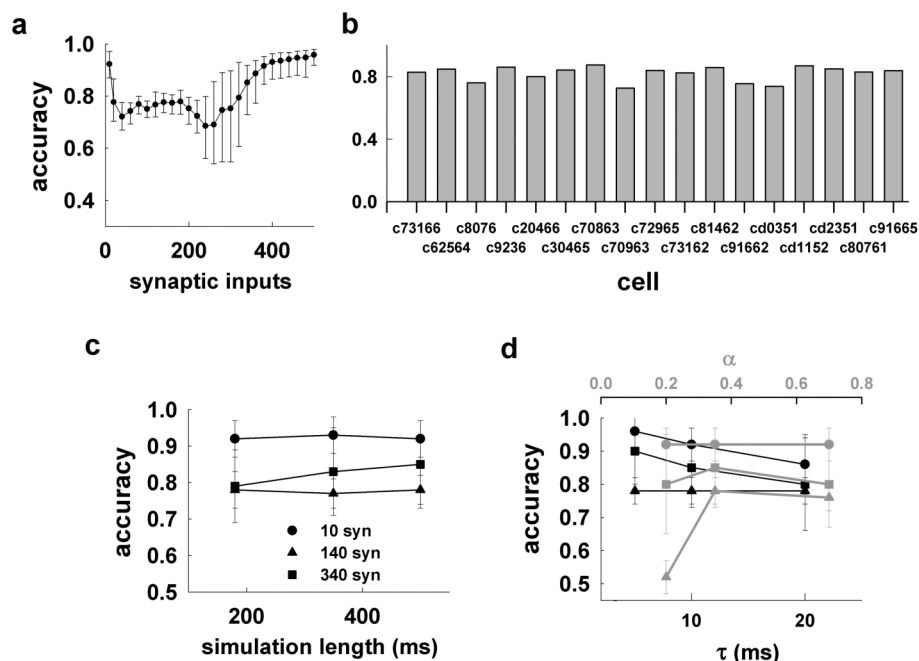 a
1.0
0.8
0.6
0.4
accuracy
0 200 400
synaptic inputs
b
0.8
0.4
0.0
accuracy
c73166 c8076 c20466 c70863 c72965 c81462 cd0351 cd2351 c91665
c62564 c9236 c30465 c70963 c73162 c91662 cd1152 c80761
cell
c
1.0
0.9
0.8
0.7
0.6
0.5
accuracy
10 syn
140 syn
340 syn
200 400
simulation length (ms)
d
α
0.0 0.2 0.4 0.6 0.8
1.0
0.9
0.8
0.7
0.6
0.5
accuracy
10 20
τ (ms)